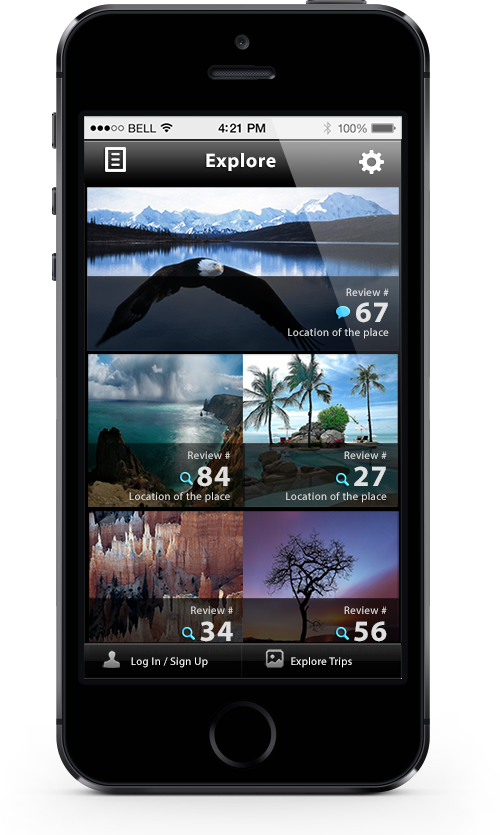 BELL 4:21 PM 100%
Explore
Review #
67
Location of the place
Review #
84
Location of the place
Review #
27
Location of the place
Review #
34
Review #
56
Log In / Sign Up
Explore Trips